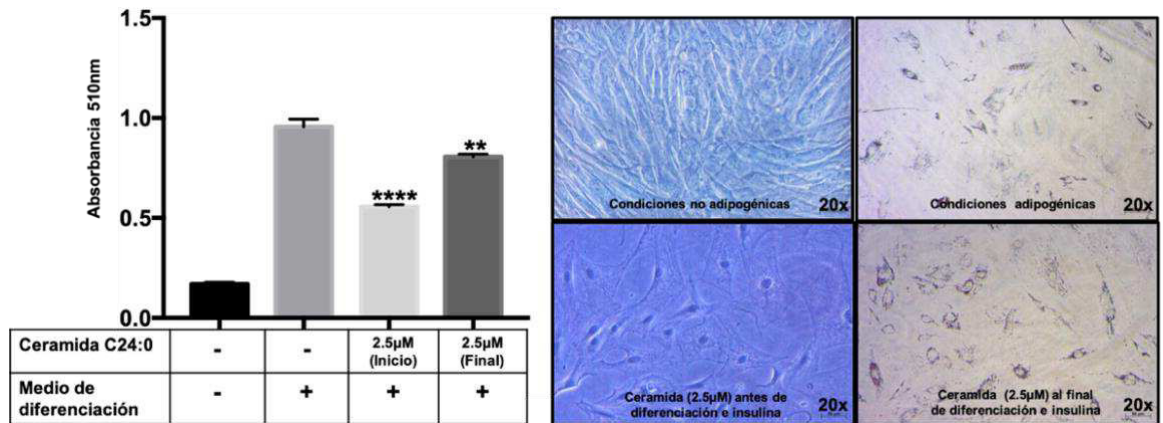 1.5
1.0
0.5
0.0
Absorbancia 510nm
****
**
Ceramida C24:0 - - 2.5µM 2.5µM
(Inicio) (Final)
Medio de - + + +
diferenciación
Condiciones no adipogénicas 20x
Condiciones adipogénicas 20x
Ceramida (2.5µM) antes de
diferenciación e insulina 20x
Ceramida (2.5µM) al final
de diferenciación e insulina 20x